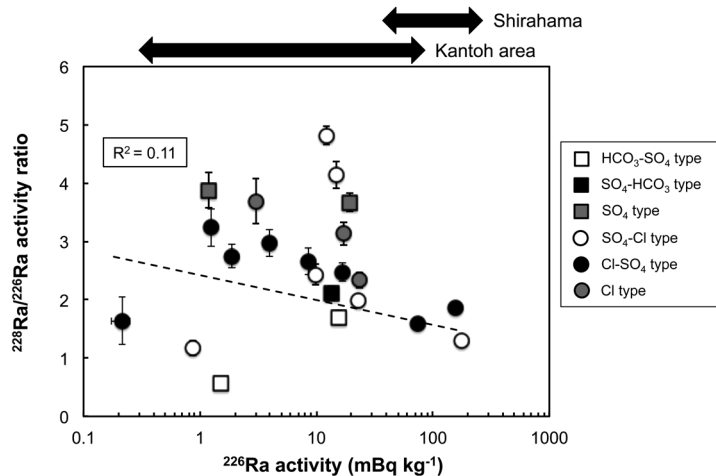 Shirahama
Kantoh area
6
5
4
3
2
1
0
R² = 0.11
²²⁸Ra/²²⁶Ra activity ratio
0.1 1 10 100 1000
²²⁶Ra activity (mBq kg⁻¹)
HCO₃-SO₄ type
SO₄-HCO₃ type
SO₄ type
SO₄-Cl type
Cl-SO₄ type
Cl type